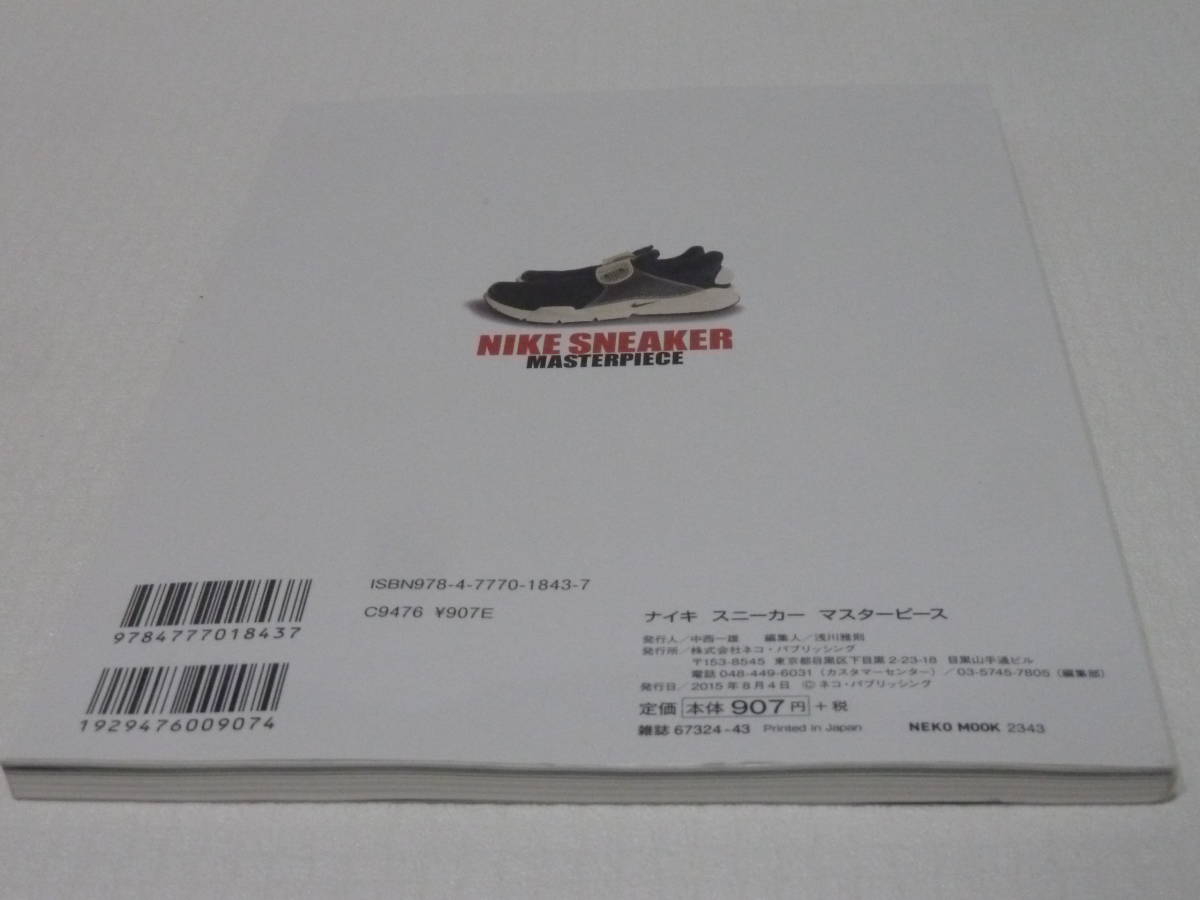 NIKE SNEAKER
MASTERPIECE
9784777018437
1929476009074
ISBN978-4-7770-1843-7
C9476 ¥907E
ナイキ スニーカー マスターピース
発行人/中西一雄 編集人/浅川雅則
発行所/株式会社ネコ・パブリッシング
〒153-8545 東京都目黒区下目黒2-23-18 目黒山手通ビル
電話 048-449-6031 (カスタマーセンター) /03-5745-7805 (編集部)
発行日/2015年8月4日 ©ネコ・パブリッシング
定価 本体 907円 +税
雑誌 67324-43 Printed in Japan NEKO MOOK 2343